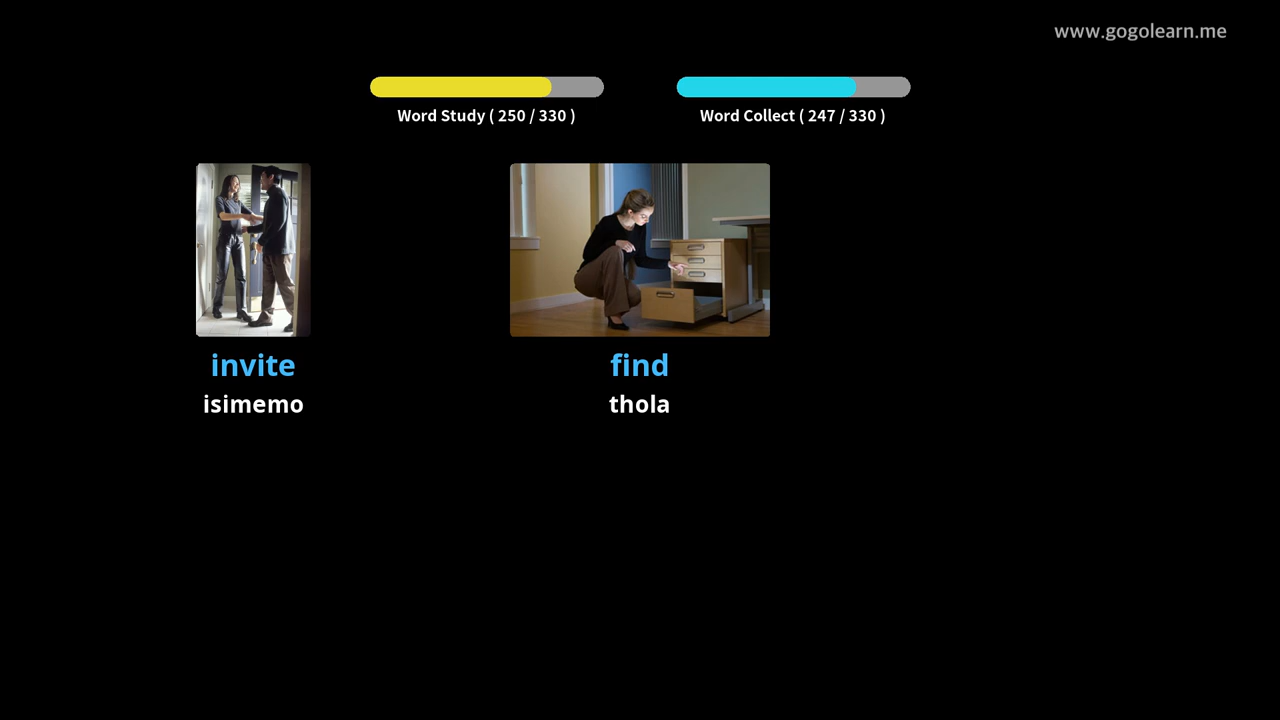 www.gogolearn.me
Word Study ( 250 / 330 )
Word Collect ( 247 / 330 )
invite
isimemo
find
thola